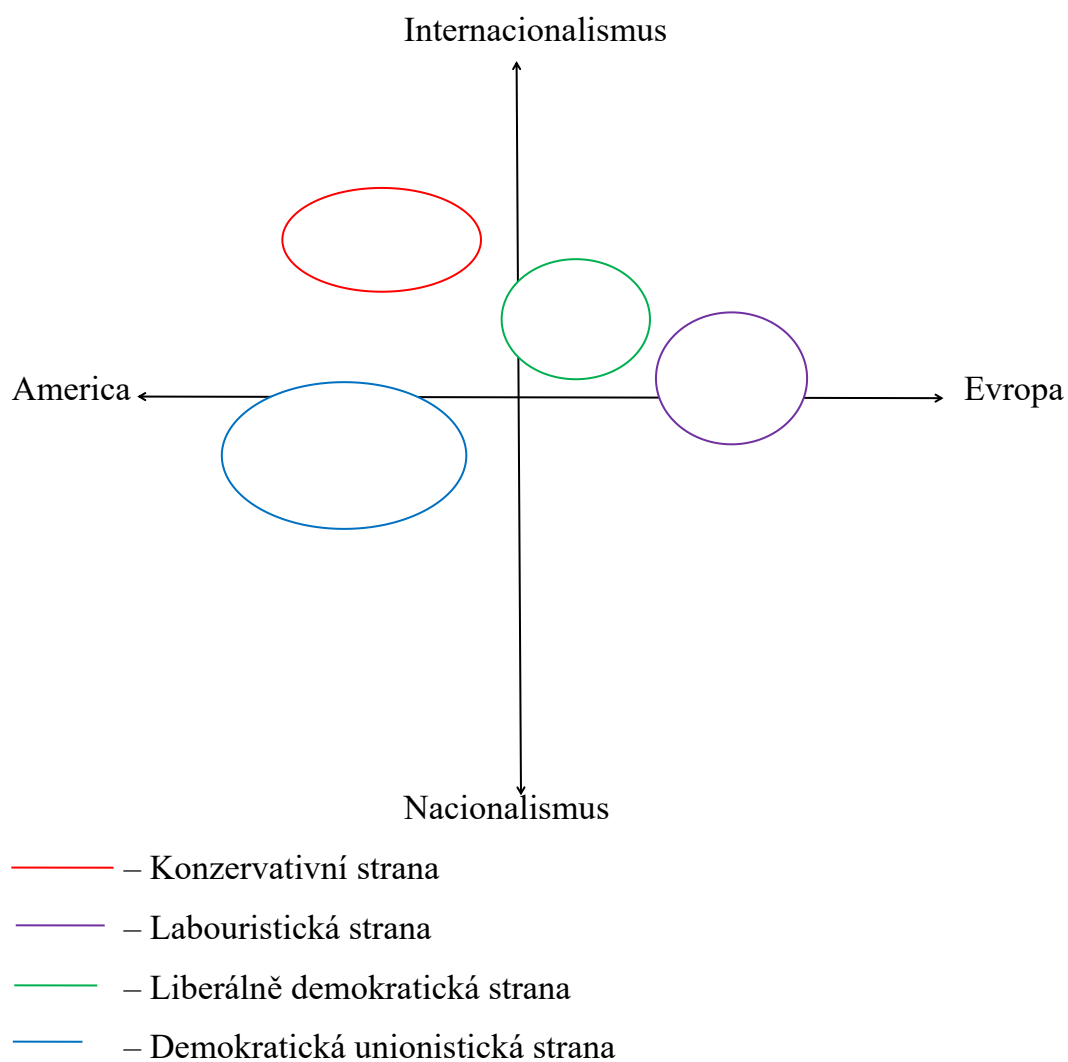 Internacionalismus
America
Evropa
Nacionalismus
– Konzervativní strana
– Labouristická strana
– Liberálně demokratická strana
– Demokratická unionistická strana